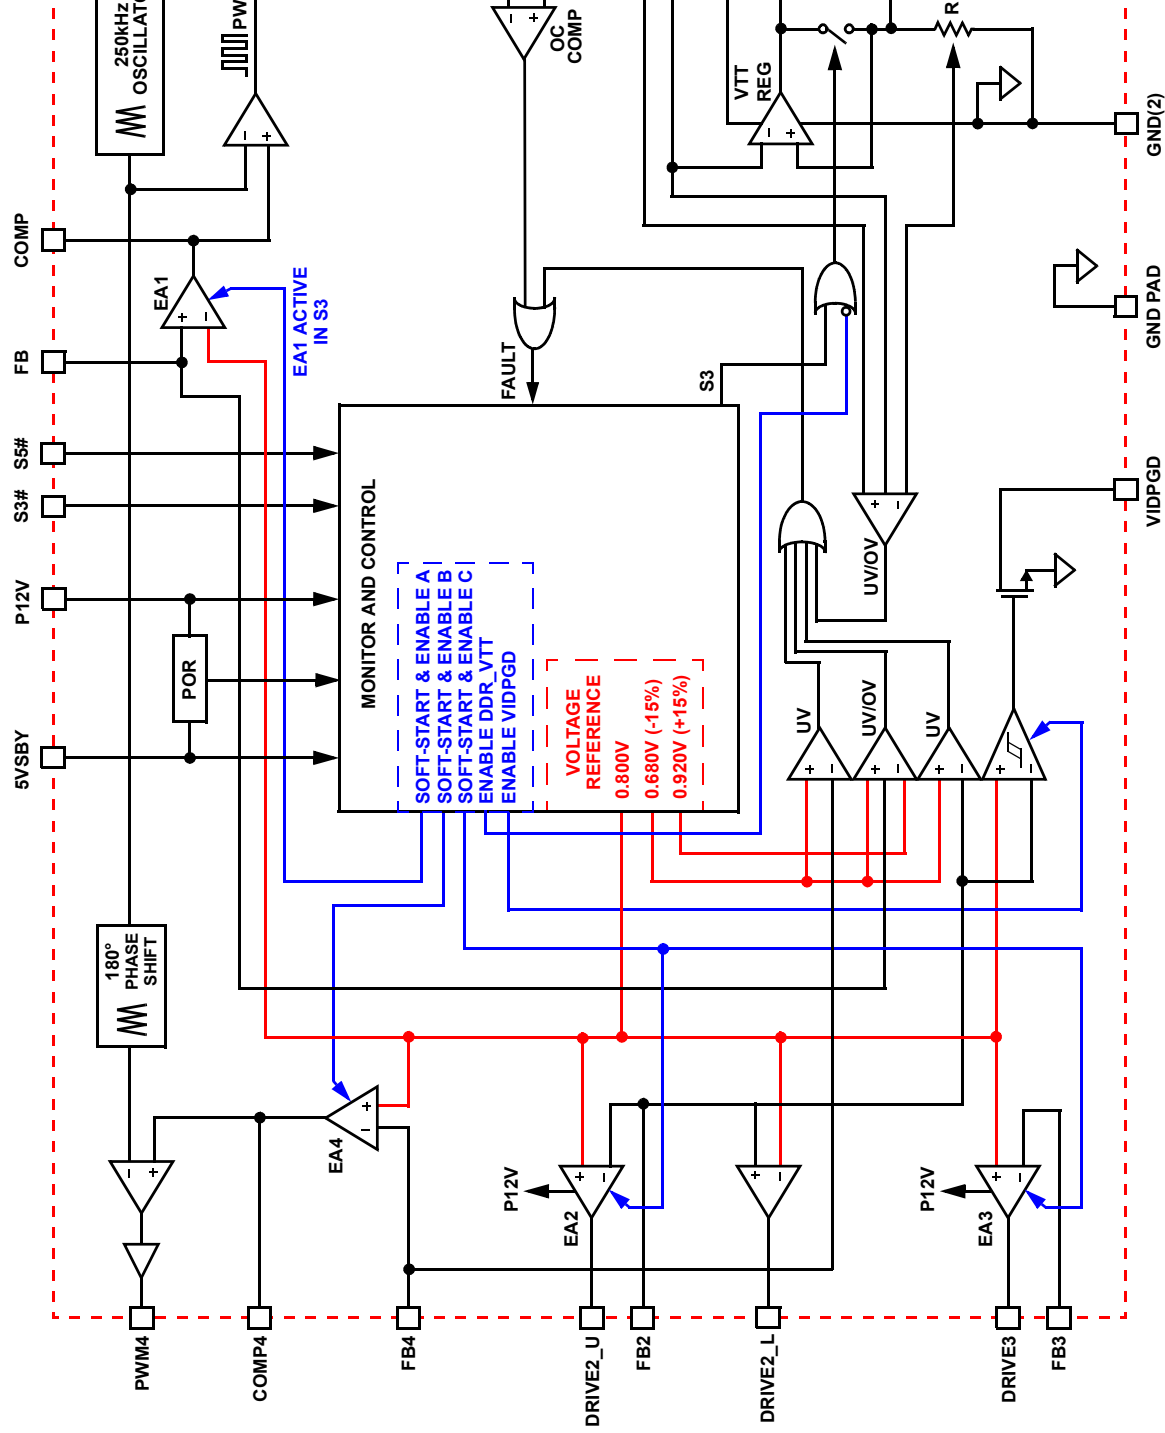 250kHz
OSCILLAT
PW
OC
COMP
VTT
REG
R
GND(2)
COMP
EA1
EA1 ACTIVE
IN S3
GND PAD
FB
FAULT
S3
S5#
S3#
VIDPGD
P12V
POR
5VSBY
MONITOR AND CONTROL
SOFT-START & ENABLE A
SOFT-START & ENABLE B
SOFT-START & ENABLE C
ENABLE DDR_VTT
ENABLE VIDPGD
VOLTAGE
REFERENCE
0.800V
0.680V (-15%)
0.920V (+15%)
UV/OV
UV
UV/OV
UV
180°
PHASE
SHIFT
EA4
P12V
EA2
P12V
EA3
PWM4
COMP4
FB4
DRIVE2_U
FB2
DRIVE2_L
DRIVE3
FB3